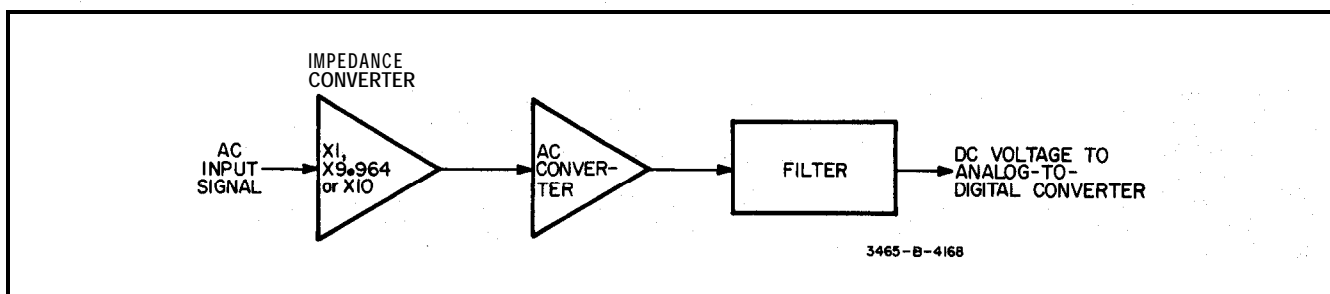 IMPEDANCE
CONVERTER
AC
INPUT
SIGNAL
X1,
X9.964
or X10
AC
CONVER-
TER
FILTER
DC VOLTAGE TO
ANALOG-TO-
DIGITAL CONVERTER
3465-B-4168